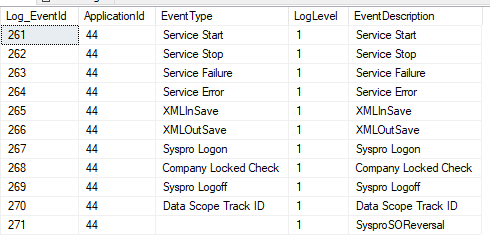 Log_EventId ApplicationId EventType LogLevel EventDescription
261 44 Service Start 1 Service Start
262 44 Service Stop 1 Service Stop
263 44 Service Failure 1 Service Failure
264 44 Service Error 1 Service Error
265 44 XMLInSave 1 XMLInSave
266 44 XMLOutSave 1 XMLOutSave
267 44 Syspro Logon 1 Syspro Logon
268 44 Company Locked Check 1 Company Locked Check
269 44 Syspro Logoff 1 Syspro Logoff
270 44 Data Scope Track ID 1 Data Scope Track ID
271 44 1 SysproSOReversal